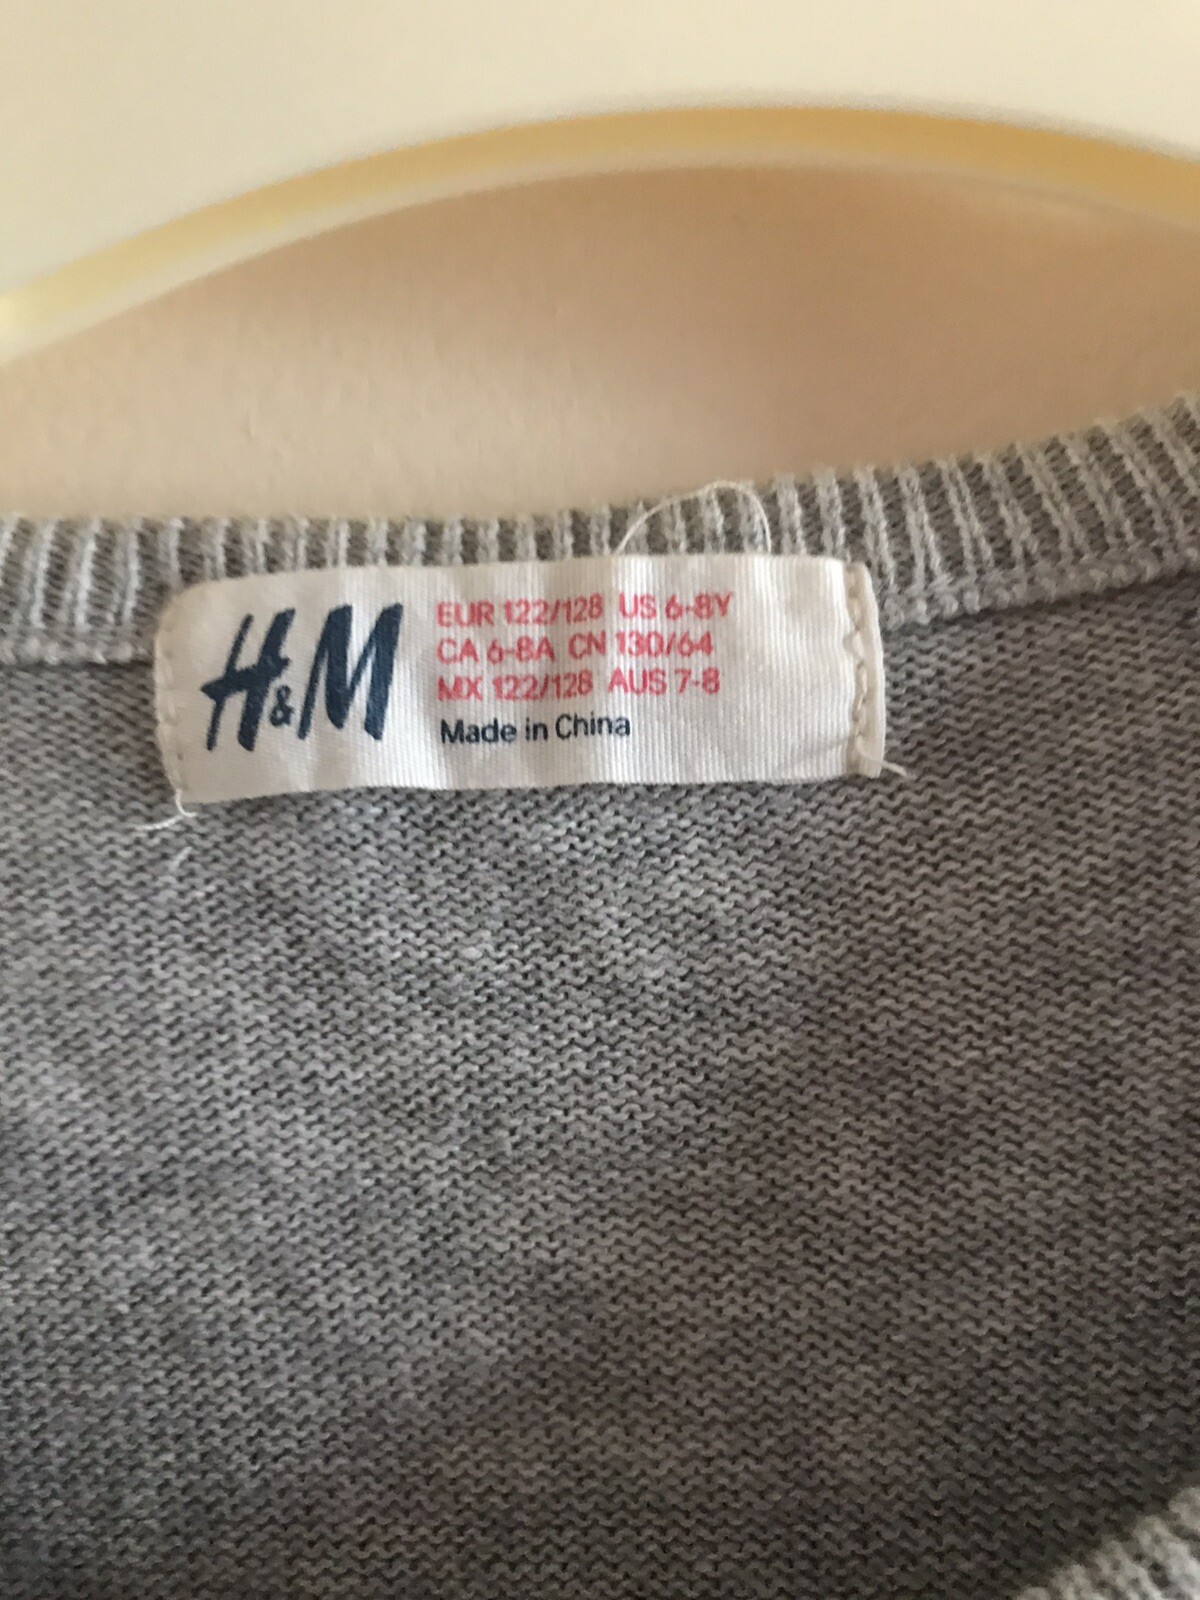 H&M
EUR 122/128 US 6-8Y
CA 6-8A CN 130/64
MX 122/128 AUS 7-8
Made in China